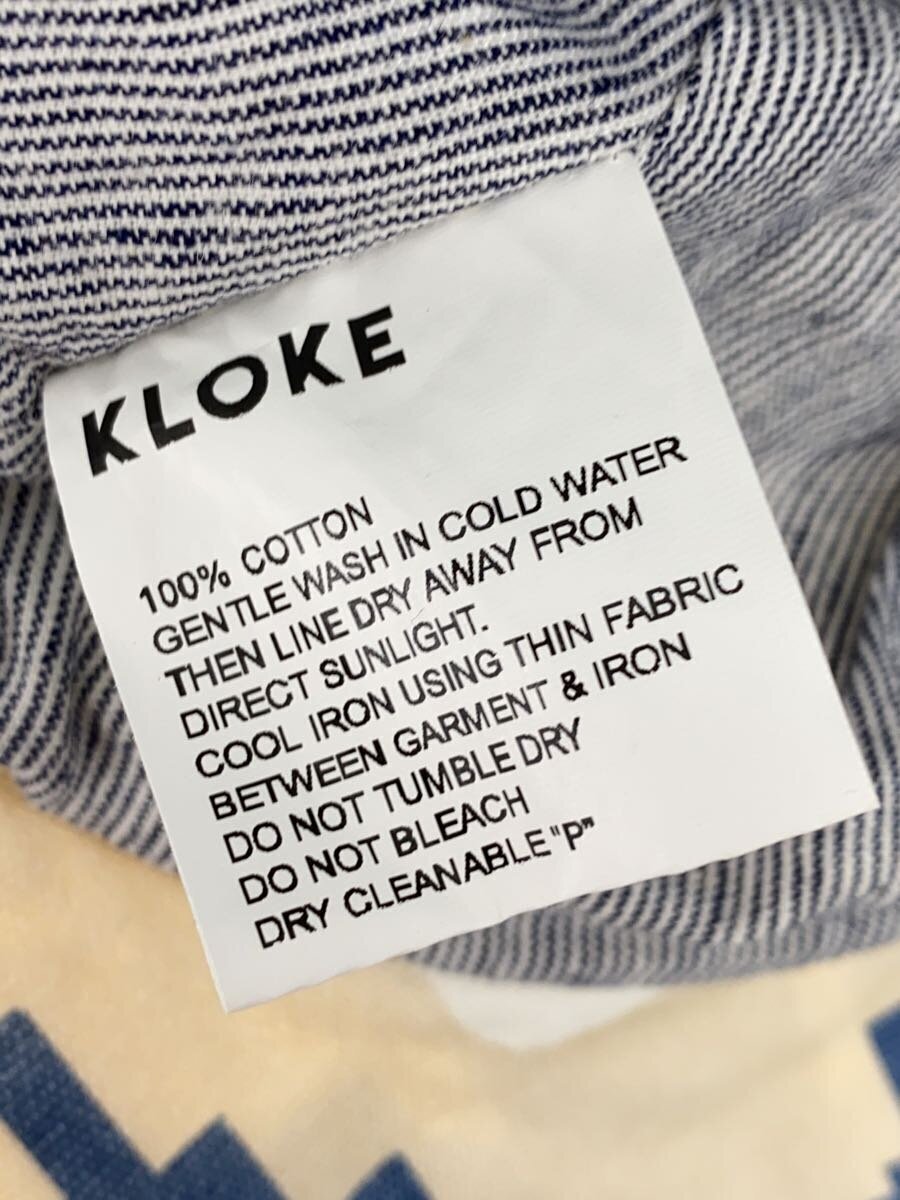 KLOKE
100% COTTON
GENTLE WASH IN COLD WATER
THEN LINE DRY AWAY FROM
DIRECT SUNLIGHT.
COOL IRON USING THIN FABRIC
BETWEEN GARMENT & IRON
DO NOT TUMBLE DRY
DO NOT BLEACH
DRY CLEANABLE "P"